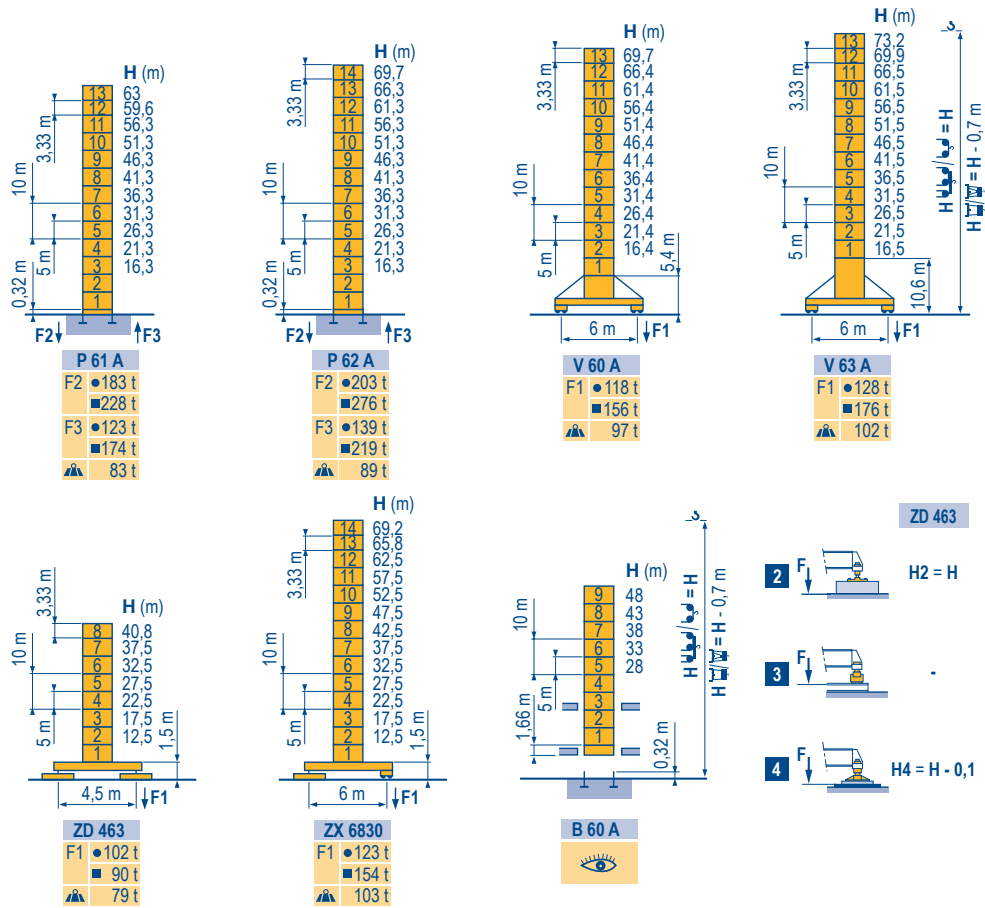 H (m)
13 63
12 59,6
11 56,3
10 51,3
9 46,3
8 41,3
7 36,3
6 31,3
5 26,3
4 21,3
3 16,3
2
1
3,33 m
10 m
5 m
0,32 m
F2 F3
P 61 A
F2 ●183 t
■228 t
F3 ●123 t
■174 t
83 t
H (m)
14 69,7
13 66,3
12 61,3
11 56,3
10 51,3
9 46,3
8 41,3
7 36,3
6 31,3
5 26,3
4 21,3
3 16,3
2
1
3,33 m
10 m
5 m
0,32 m
F2 F3
P 62 A
F2 ●203 t
■276 t
F3 ●139 t
■219 t
89 t
H (m)
13 69,7
12 66,4
11 61,4
10 56,4
9 51,4
8 46,4
7 41,4
6 36,4
5 31,4
4 26,4
3 21,4
2 16,4
1
3,33 m
10 m
5 m
5,4 m
6 m F1
V 60 A
F1 ●118 t
■156 t
97 t
H (m)
13 73,2
12 69,9
11 66,5
10 61,5
9 56,5
8 51,5
7 46,5
6 41,5
5 36,5
4 31,5
3 26,5
2 21,5
1 16,5
3,33 m
10 m
5 m
10,6 m
6 m F1
H / = H
H / = H - 0,7 m
V 63 A
F1 ●128 t
■176 t
102 t
H (m)
8 40,8
7 37,5
6 32,5
5 27,5
4 22,5
3 17,5
2 12,5
1
3,33 m
10 m
5 m
1,5 m
4,5 m F1
ZD 463
F1 ●102 t
■ 90 t
79 t
H (m)
14 69,2
13 65,8
12 62,5
11 57,5
10 52,5
9 47,5
8 42,5
7 37,5
6 32,5
5 27,5
4 22,5
3 17,5
2 12,5
1
3,33 m
10 m
5 m
1,5 m
6 m F1
ZX 6830
F1 ●123 t
■154 t
103 t
H (m)
9 48
8 43
7 38
6 33
5 28
4
3
2
1
10 m
5 m
1,66 m
0,32 m
H / = H
H / = H - 0,7 m
B 60 A
ZD 463
2 F H2 = H
3 F -
4 F H4 = H - 0,1